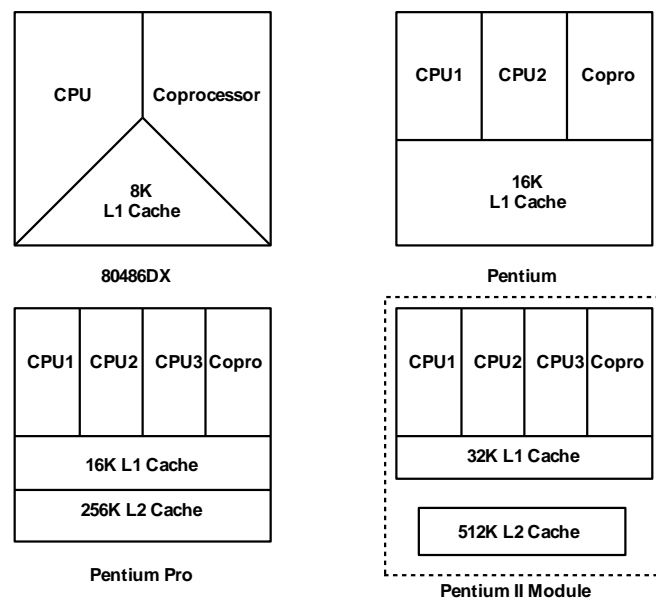 CPU
Coprocessor
8K
L1 Cache
80486DX
CPU1
CPU2
Copro
16K
L1 Cache
Pentium
CPU1
CPU2
CPU3
Copro
16K L1 Cache
256K L2 Cache
Pentium Pro
CPU1
CPU2
CPU3
Copro
32K L1 Cache
512K L2 Cache
Pentium II Module